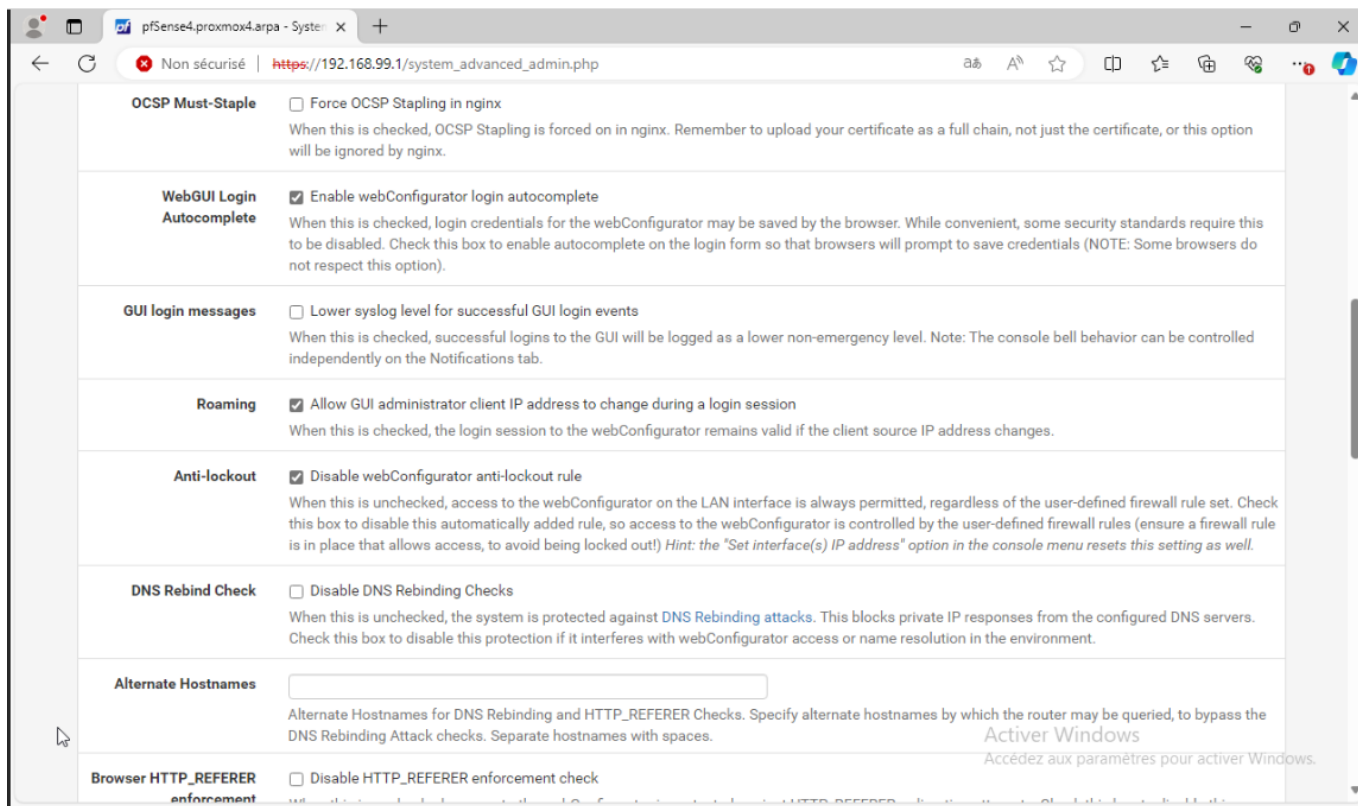 pfSense4.proxmox4.arpa - System
Non sécurisé | https://192.168.99.1/system_advanced_admin.php
OCSP Must-Staple
Force OCSP Stapling in nginx
When this is checked, OCSP Stapling is forced on in nginx. Remember to upload your certificate as a full chain, not just the certificate, or this option
will be ignored by nginx.
WebGUI Login
Autocomplete
Enable webConfigurator login autocomplete
When this is checked, login credentials for the webConfigurator may be saved by the browser. While convenient, some security standards require this
to be disabled. Check this box to enable autocomplete on the login form so that browsers will prompt to save credentials (NOTE: Some browsers do
not respect this option).
GUI login messages
Lower syslog level for successful GUI login events
When this is checked, successful logins to the GUI will be logged as a lower non-emergency level. Note: The console bell behavior can be controlled
independently on the Notifications tab.
Roaming
Allow GUI administrator client IP address to change during a login session
When this is checked, the login session to the webConfigurator remains valid if the client source IP address changes.
Anti-lockout
Disable webConfigurator anti-lockout rule
When this is unchecked, access to the webConfigurator on the LAN interface is always permitted, regardless of the user-defined firewall rule set. Check
this box to disable this automatically added rule, so access to the webConfigurator is controlled by the user-defined firewall rules (ensure a firewall rule
is in place that allows access, to avoid being locked out!) Hint: the "Set interface(s) IP address" option in the console menu resets this setting as well.
DNS Rebind Check
Disable DNS Rebinding Checks
When this is unchecked, the system is protected against DNS Rebinding attacks. This blocks private IP responses from the configured DNS servers.
Check this box to disable this protection if it interferes with webConfigurator access or name resolution in the environment.
Alternate Hostnames
Alternate Hostnames for DNS Rebinding and HTTP_REFERER Checks. Specify alternate hostnames by which the router may be queried, to bypass the
DNS Rebinding Attack checks. Separate hostnames with spaces.
Activer Windows
Accédez aux paramètres pour activer Windows.
Browser HTTP_REFERER
enforcement
Disable HTTP_REFERER enforcement check